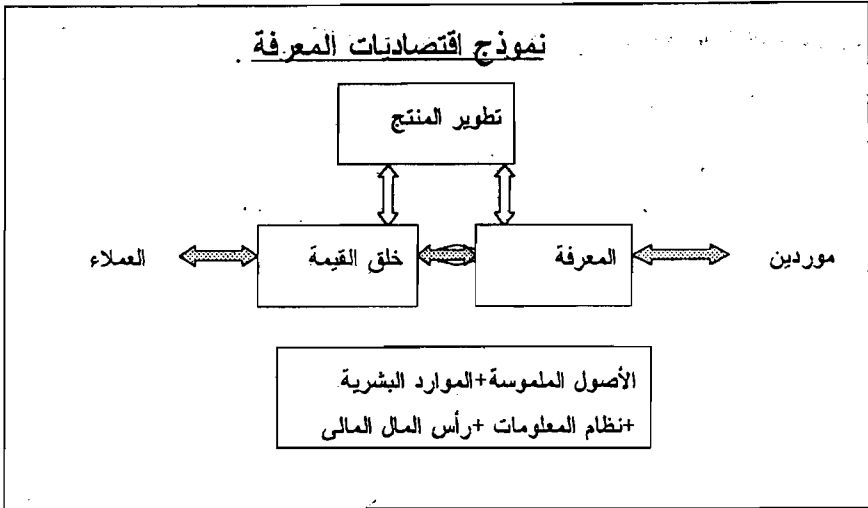 نموذج اقتصاديات المعرفة .
تطوير المنتج
موردين
المعرفة
خلق القيمة
العملاء
الأصول الملموسة+الموارد البشرية
+نظام المعلومات +رأس المال المالى